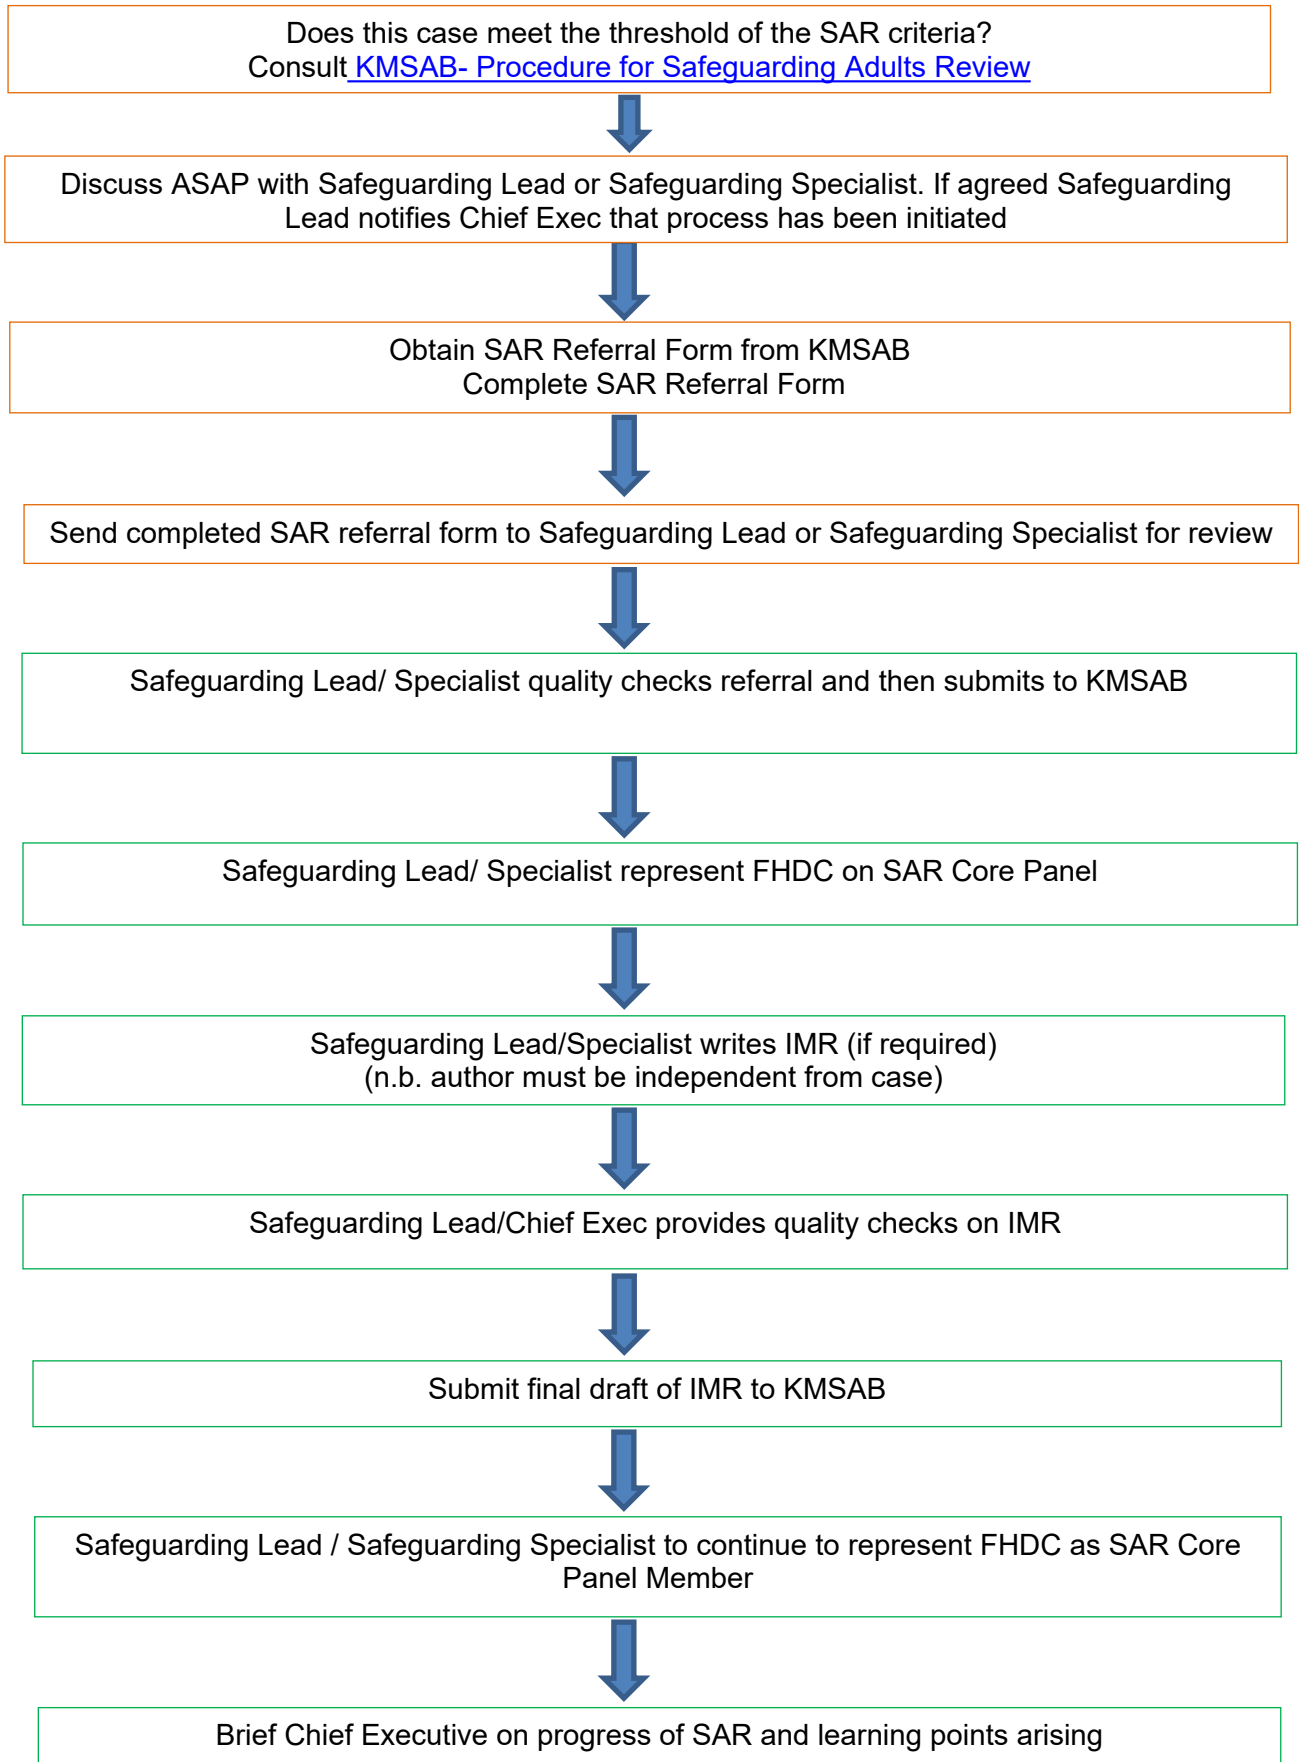 Does this case meet the threshold of the SAR criteria?
Consult KMSAB- Procedure for Safeguarding Adults Review
Discuss ASAP with Safeguarding Lead or Safeguarding Specialist. If agreed Safeguarding
Lead notifies Chief Exec that process has been initiated
Obtain SAR Referral Form from KMSAB
Complete SAR Referral Form
Send completed SAR referral form to Safeguarding Lead or Safeguarding Specialist for review
Safeguarding Lead/ Specialist quality checks referral and then submits to KMSAB
Safeguarding Lead/ Specialist represent FHDC on SAR Core Panel
Safeguarding Lead/Specialist writes IMR (if required)
(n.b. author must be independent from case)
Safeguarding Lead/Chief Exec provides quality checks on IMR
Submit final draft of IMR to KMSAB
Safeguarding Lead / Safeguarding Specialist to continue to represent FHDC as SAR Core
Panel Member
Brief Chief Executive on progress of SAR and learning points arising